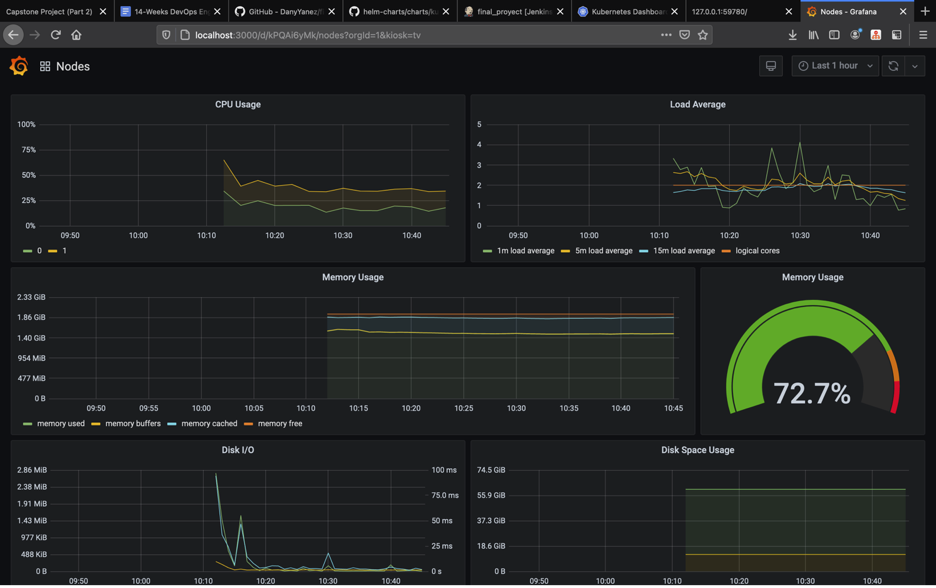 Capstone Project (Part 2)
14-Weeks DevOps En
GitHub - DanyYanez/
helm-charts/charts/ku
final_proyect [Jenkins
Kubernetes Dashboar
127.0.0.1:59780/
Nodes - Grafana
localhost:3000/d/kPQAi6yMk/nodes?orgId=1&kiosk=tv
Nodes
Last 1 hour
CPU Usage
100%
75%
50%
25%
0%
09:50 10:00 10:10 10:20 10:30 10:40
0 1
Load Average
5
4
3
2
1
0
09:50 10:00 10:10 10:20 10:30 10:40
1m load average 5m load average 15m load average logical cores
Memory Usage
2.33 GiB
1.86 GiB
1.40 GiB
954 MiB
477 MiB
0 B
09:50 09:55 10:00 10:05 10:10 10:15 10:20 10:25 10:30 10:35 10:40 10:45
memory used memory buffers memory cached memory free
Memory Usage
72.7%
Disk I/O
2.86 MiB
2.38 MiB
1.91 MiB
1.43 MiB
977 KiB
488 KiB
0 B
100 ms
75.0 ms
50 ms
25 ms
0 s
09:50 10:00 10:10 10:20 10:30 10:40
Disk Space Usage
74.5 GiB
55.9 GiB
37.3 GiB
18.6 GiB
0 B
09:50 10:00 10:10 10:20 10:30 10:40